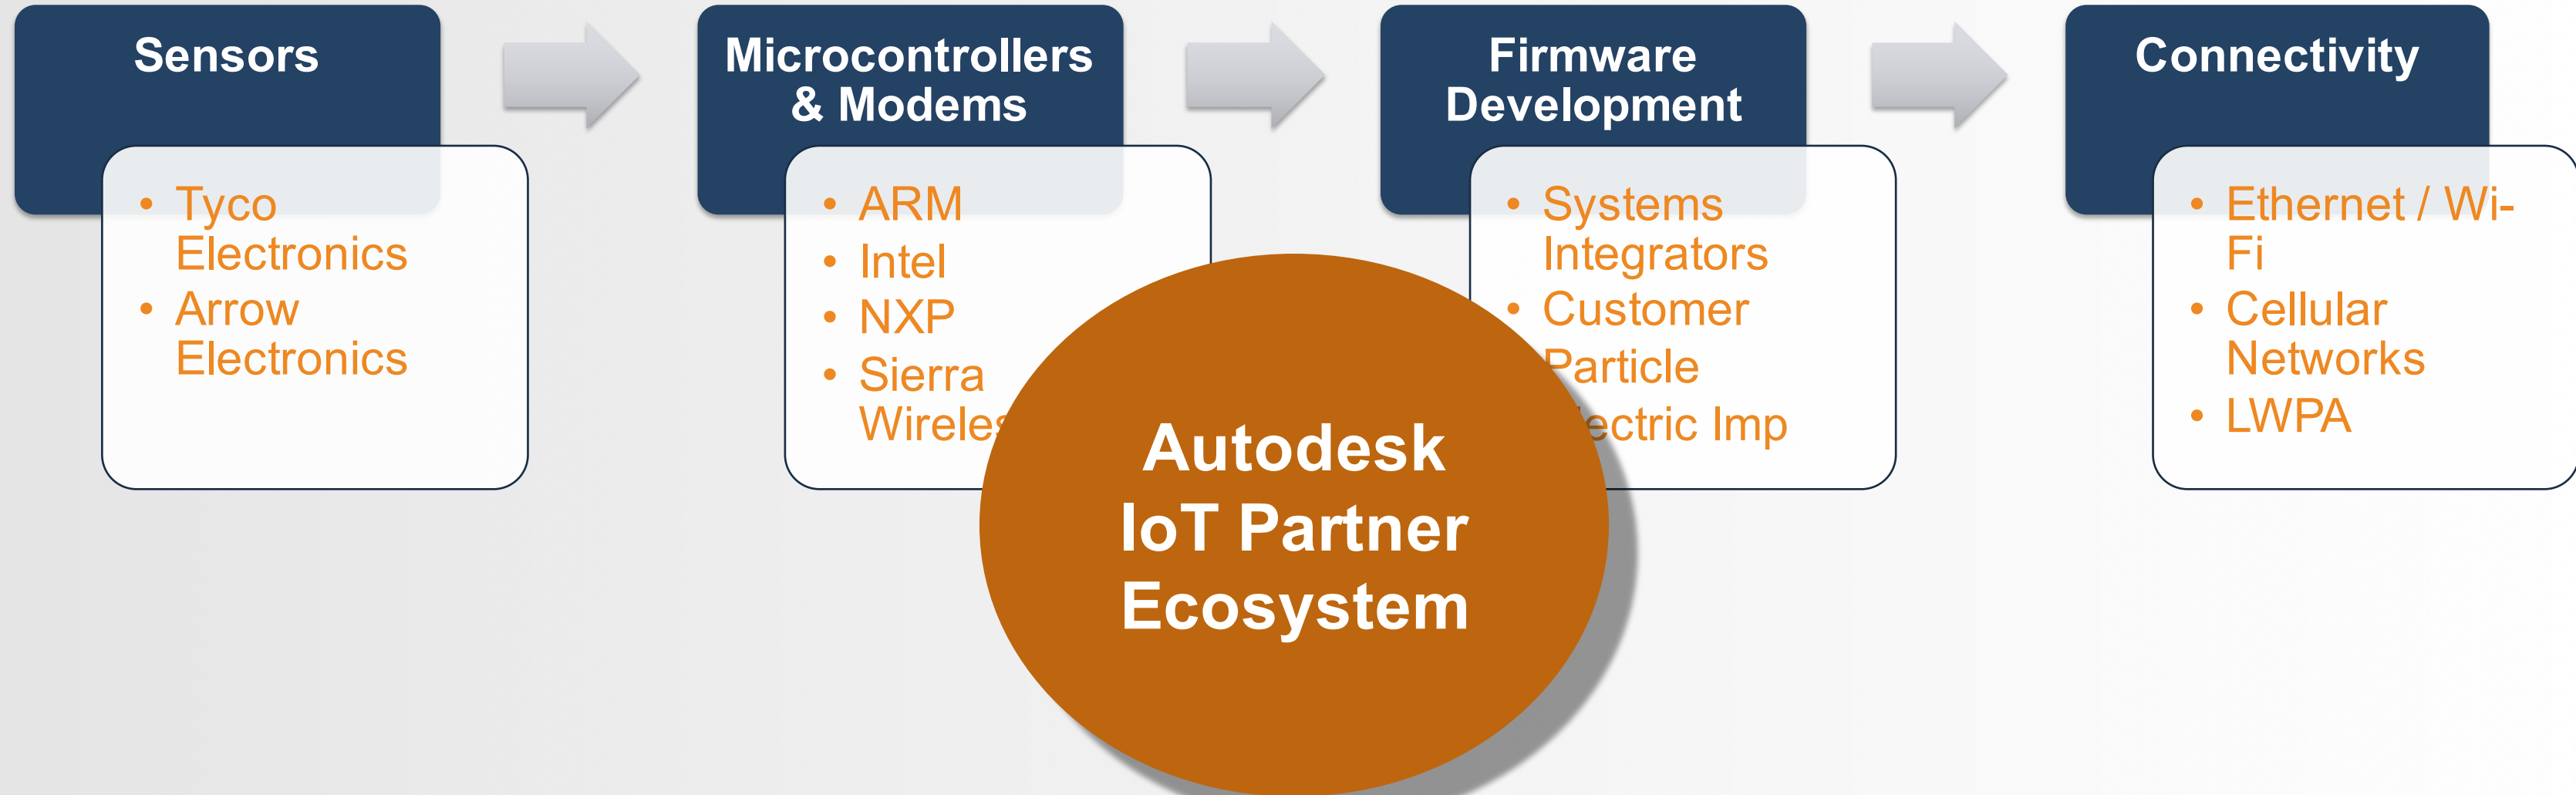 Sensors
• Tyco
Electronics
• Arrow
Electronics
Microcontrollers
& Modems
• ARM
• Intel
• NXP
• Sierra
Firmware
Development
• Systems
Integrators
• Customer
Particle
Imp
Connectivity
• Ethernet / Wi-
Fi
• Cellular
Networks
• LWPA
Autodesk
IoT Partner
Ecosystem